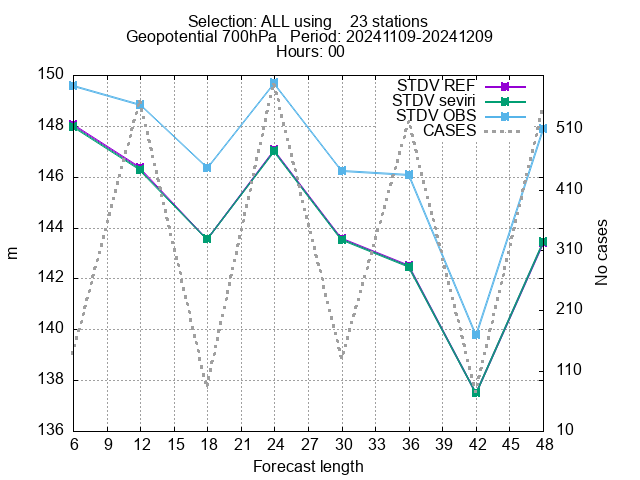 Selection: ALL using    23 stations
Geopotential 700hPa   Period: 20241109-20241209
Hours: 00
STDV REF
STDV seviri
STDV OBS
CASES
150
148
146
144
142
140
138
136
m
510
410
310
210
110
10
No cases
6 9 12 15 18 21 24 27 30 33 36 39 42 45 48
Forecast length